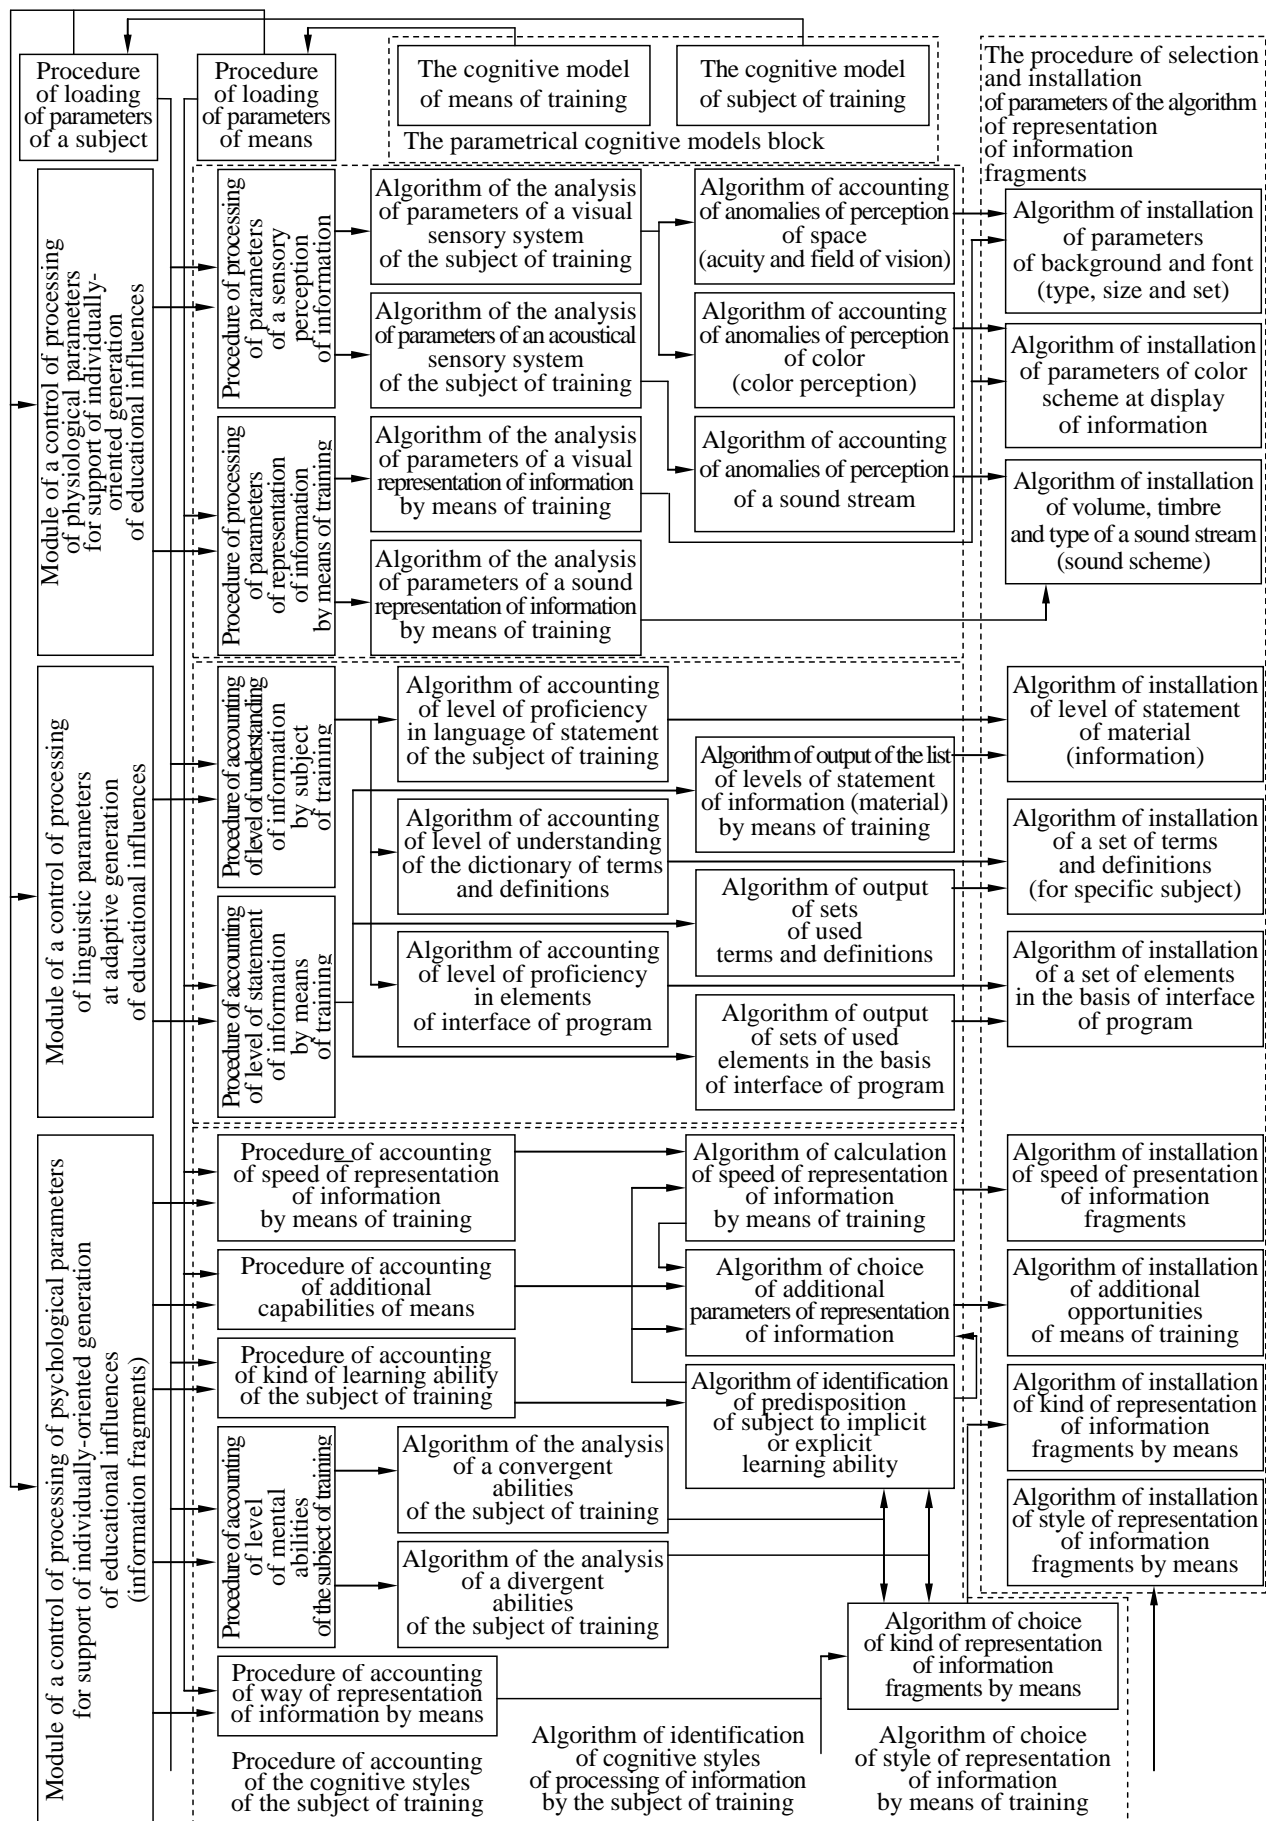 Procedure
of loading
of parameters
of a subject
Procedure
of loading
of parameters
of means
The cognitive model
of means of training
The cognitive model
of subject of training
The parametrical cognitive models block
The procedure of selection
and installation
of parameters of the algorithm
of representation
of information
fragments
Module of a control of processing
of physiological parameters
for support of individually-
oriented generation
of educational influences
Procedure of processing
of parameters
of a sensory
perception
of information
Algorithm of the analysis
of parameters of a visual
sensory system
of the subject of training
Algorithm of accounting
of anomalies of perception
of space
(acuity and field of vision)
Algorithm of installation
of parameters
of background and font
(type, size and set)
Algorithm of the analysis
of parameters of an acoustical
sensory system
of the subject of training
Algorithm of accounting
of anomalies of perception
of color
(color perception)
Algorithm of installation
of parameters of color
scheme at display
of information
Procedure of processing
of parameters
of representation
of information
by means of training
Algorithm of the analysis
of parameters of a visual
representation of information
by means of training
Algorithm of accounting
of anomalies of perception
of a sound stream
Algorithm of installation
of volume, timbre
and type of a sound stream
(sound scheme)
Algorithm of the analysis
of parameters of a sound
representation of information
by means of training
Module of a control of processing
of linguistic parameters
at adaptive generation
of educational influences
Procedure of accounting
of level of understanding
of information
by subject
of training
Algorithm of accounting
of level of proficiency
in language of statement
of the subject of training
Algorithm of installation
of level of statement
of material
(information)
Algorithm of output of the list
of levels of statement
of information (material)
by means of training
Algorithm of accounting
of level of understanding
of the dictionary of terms
and definitions
Algorithm of installation
of a set of terms
and definitions
(for specific subject)
Procedure of accounting
of level of statement
of information
by means
of training
Algorithm of output
of sets
of used
terms and definitions
Algorithm of accounting
of level of proficiency
in elements
of interface of program
Algorithm of installation
of a set of elements
in the basis of interface
of program
Algorithm of output
of sets of used
elements in the basis
of interface of program
Module of a control of processing of psychological parameters
for support of individually-oriented generation
of educational influences
(information fragments)
Procedure of accounting
of speed of representation
of information
by means of training
Algorithm of calculation
of speed of representation
of information
by means of training
Algorithm of installation
of speed of presentation
of information
fragments
Procedure of accounting
of additional
capabilities of means
Algorithm of choice
of additional
parameters of representation
of information
Algorithm of installation
of additional
opportunities
of means of training
Procedure of accounting
of kind of learning ability
of the subject of training
Algorithm of identification
of predisposition
of subject to implicit
or explicit
learning ability
Algorithm of installation
of kind of representation
of information
fragments by means
Procedure of accounting
of level
of mental
abilities
of the subject of training
Algorithm of the analysis
of a convergent
abilities
of the subject of training
Algorithm of installation
of style of representation
of information
fragments by means
Algorithm of the analysis
of a divergent
abilities
of the subject of training
Algorithm of choice
of kind of representation
of information
fragments by means
Procedure of accounting
of way of representation
of information by means
Procedure of accounting
of the cognitive styles
of the subject of training
Algorithm of identification
of cognitive styles
of processing of information
by the subject of training
Algorithm of choice
of style of representation
of information
by means of training